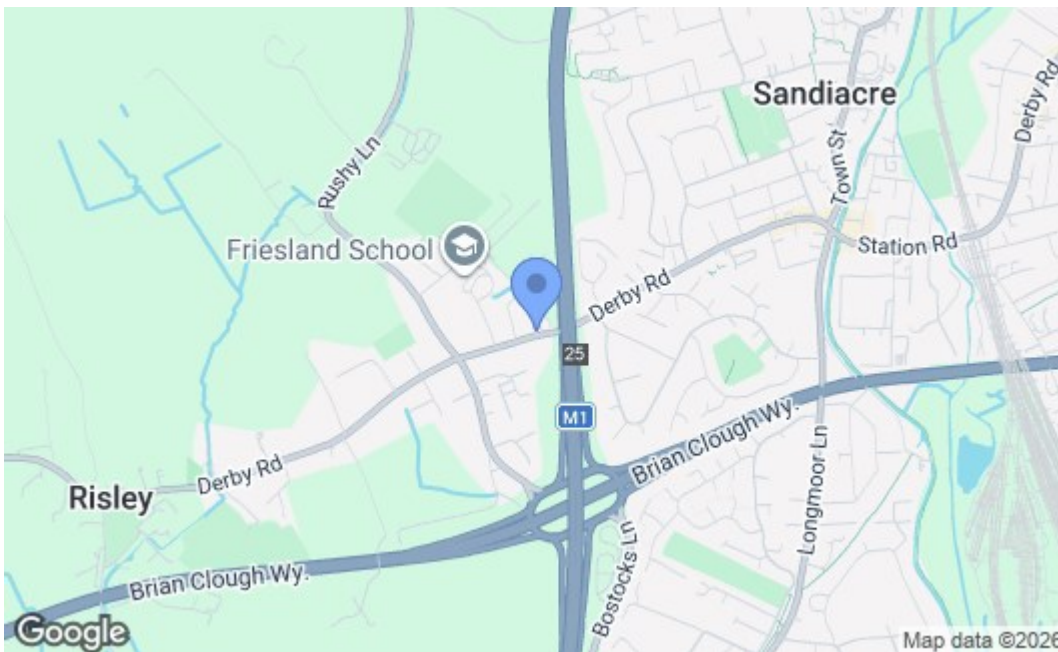 Sandiacre
Derby Rd
Town St
Rushy Ln
Friesland School
Station Rd
Derby Rd
25
M1
Brian Clough Wy.
Longmoor Ln
Derby Rd
Risley
Bostocks Ln
Brian Clough Wy.
Google
Map data ©2026